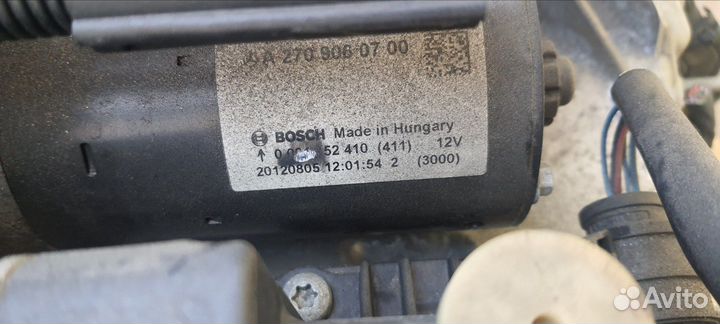 A 270 906 07 00
BOSCH Made in Hungary
52 410 (411) 12V
20120805 12:01:54 2 (3000)
Avito